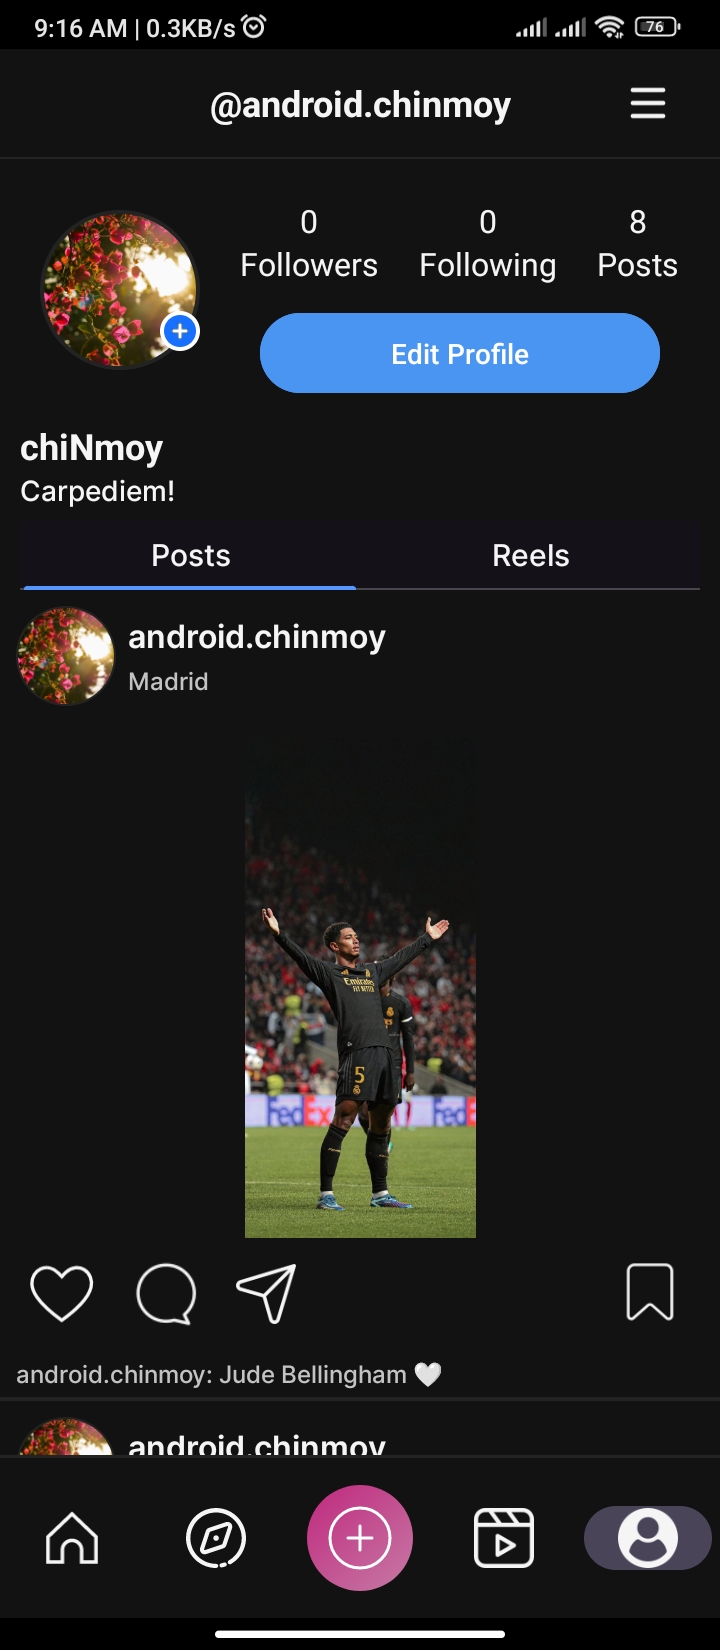 9:16 AM | 0.3KB/s
76
@android.chinmoy
0 0 8
Followers Following Posts
Edit Profile
chiNmoy
Carpediem!
Posts Reels
android.chinmoy
Madrid
Emirates
FLY BETTER
5
FedEx Fed
android.chinmoy: Jude Bellingham 🤍
android.chinmoy